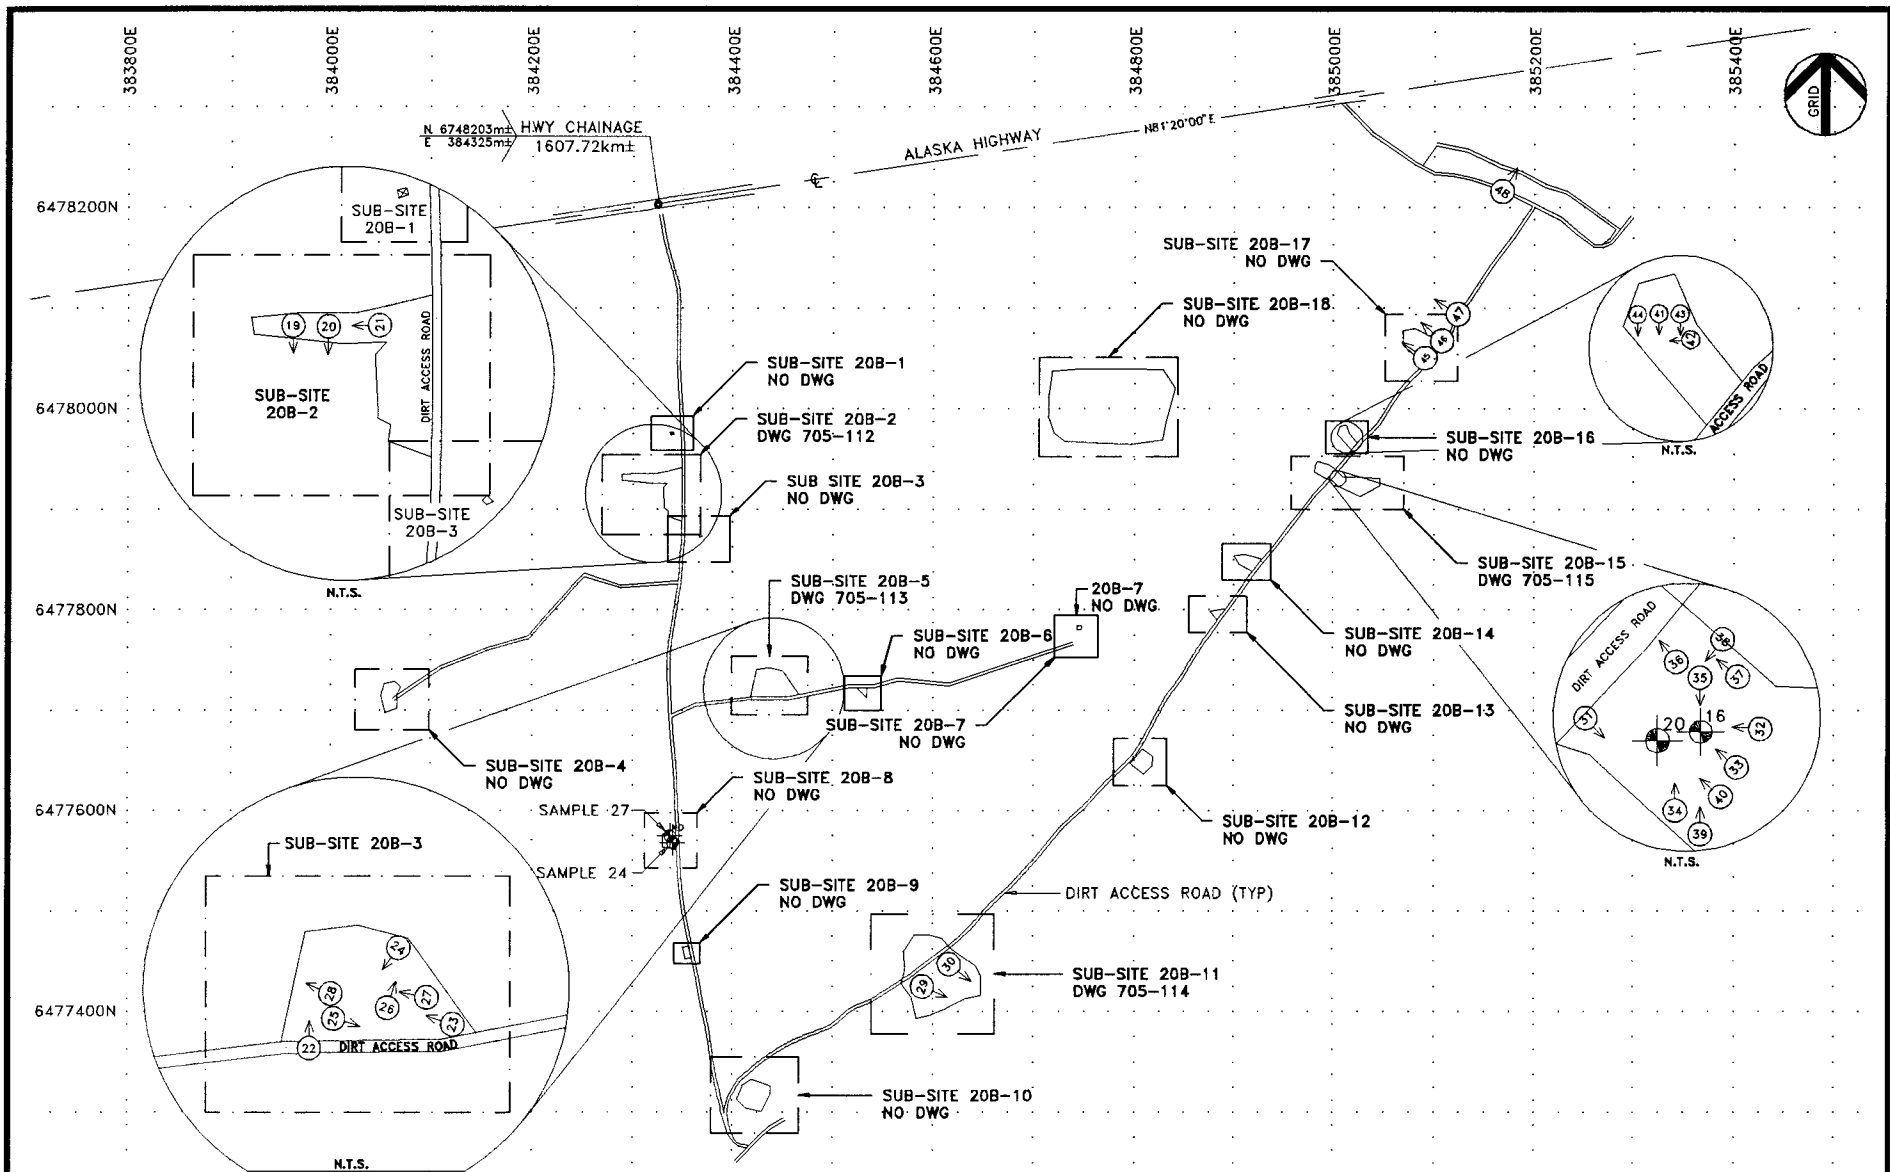 383800E
384000E
384200E
384400E
384600E
384800E
385000E
385200E
385400E
GRID
N 6748203m±
E 384325m±
HWY CHAINAGE
1607.72km±
ALASKA HIGHWAY
N81°20'00"E
℄
6478200N
6478000N
6477800N
6477600N
6477400N
SUB-SITE
20B-1
19
20
21
DIRT ACCESS ROAD
SUB-SITE
20B-2
SUB-SITE
20B-3
N.T.S.
SUB-SITE 20B-1
NO DWG
SUB-SITE 20B-2
DWG 705-112
SUB SITE 20B-3
NO DWG
SUB-SITE 20B-17
NO DWG
SUB-SITE 20B-18
NO DWG
48
47
46
45
44
41
43
42
ACCESS ROAD
N.T.S.
SUB-SITE 20B-16
NO DWG
SUB-SITE 20B-15
DWG 705-115
SUB-SITE 20B-5
DWG 705-113
20B-7
NO DWG
SUB-SITE 20B-6
NO DWG
SUB-SITE 20B-14
NO DWG
SUB-SITE 20B-7
NO DWG
SUB-SITE 20B-13
NO DWG
DIRT ACCESS ROAD
38
36
37
35
31
20
16
32
33
40
34
39
N.T.S.
SUB-SITE 20B-4
NO DWG
SUB-SITE 20B-8
NO DWG
SAMPLE 27
SAMPLE 24
SUB-SITE 20B-12
NO DWG
SUB-SITE 20B-3
SUB-SITE 20B-9
NO DWG
DIRT ACCESS ROAD (TYP)
24
28
27
26
25
23
22
DIRT ACCESS ROAD
30
29
SUB-SITE 20B-11
DWG 705-114
SUB-SITE 20B-10
NO DWG
N.T.S.